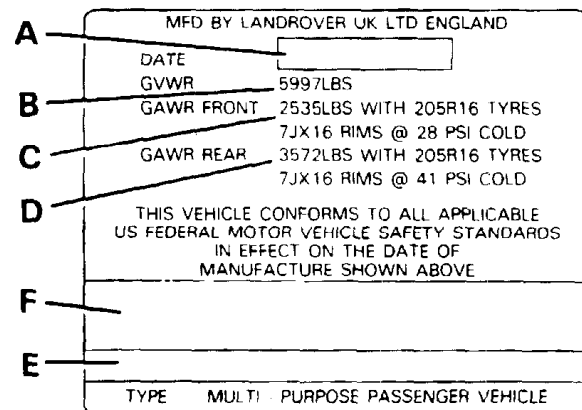 MFD BY LANDROVER UK LTD ENGLAND
A
DATE
B
GVWR 5997LBS
GAWR FRONT 2535LBS WITH 205R16 TYRES
C
7JX16 RIMS @ 28 PSI COLD
GAWR REAR 3572LBS WITH 205R16 TYRES
D
7JX16 RIMS @ 41 PSI COLD
THIS VEHICLE CONFORMS TO ALL APPLICABLE
US FEDERAL MOTOR VEHICLE SAFETY STANDARDS
IN EFFECT ON THE DATE OF
MANUFACTURE SHOWN ABOVE
F
E
TYPE MULTI - PURPOSE PASSENGER VEHICLE